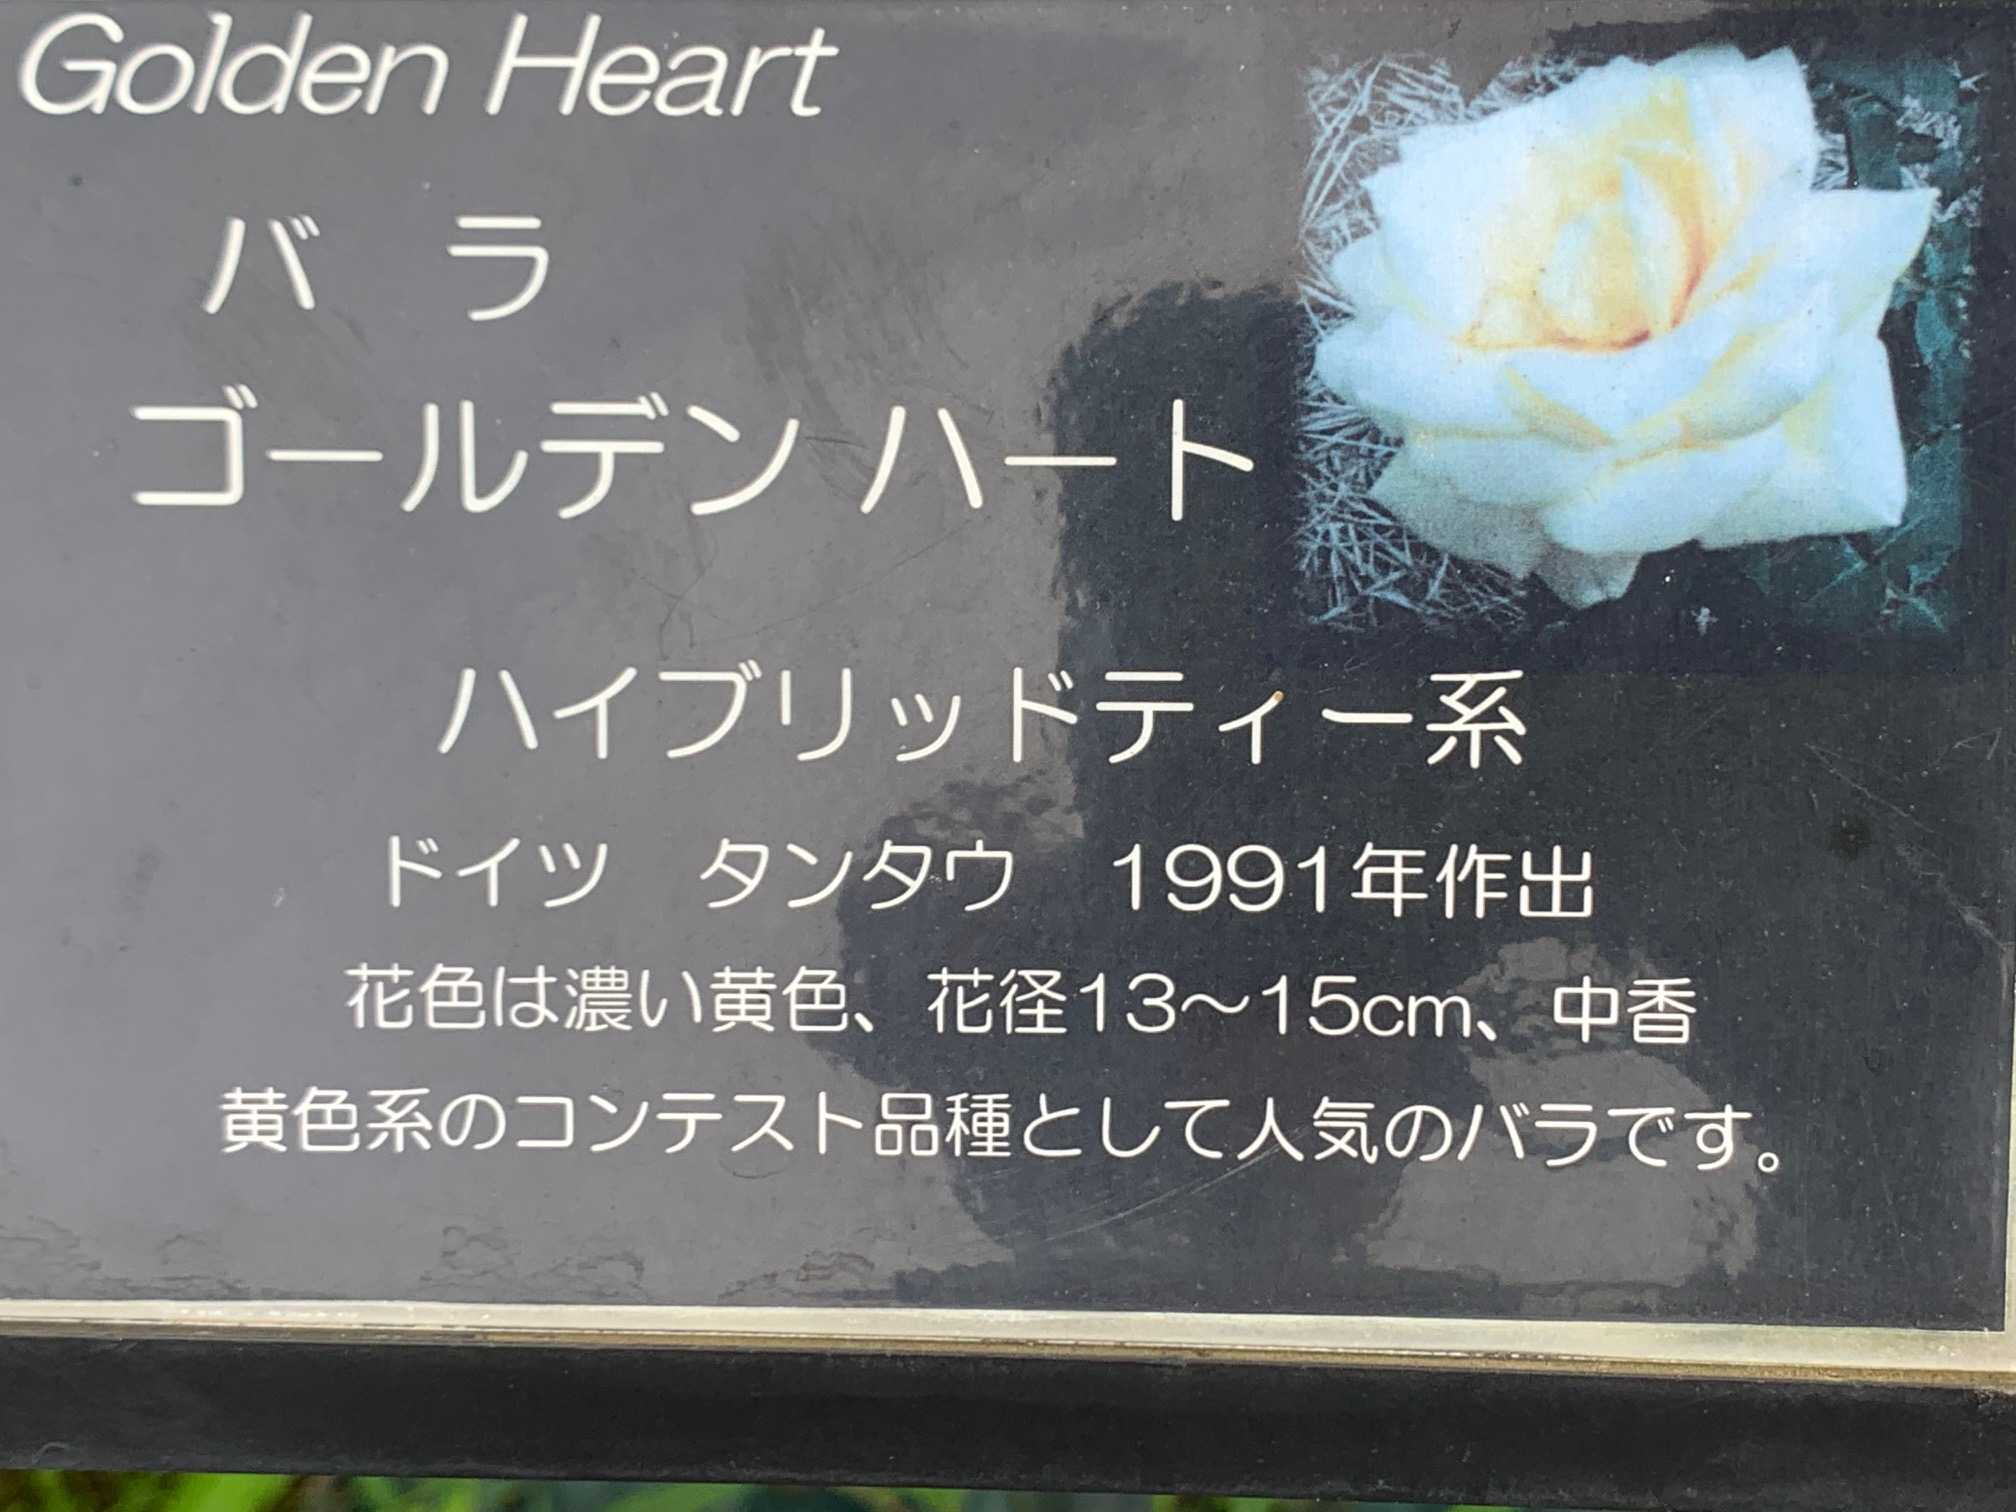 Golden Heart
バラ
ゴールデン ハート
ハイブリッドティー系
ドイツ　タンタウ　1991年作出
花色は濃い黄色、花径13〜15cm、中香
黄色系のコンテスト品種として人気のバラです。